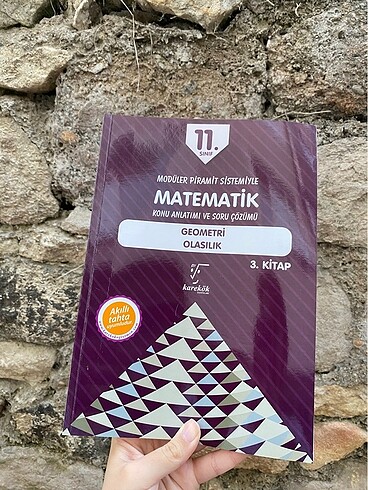 11.
SINIF
MODÜLER PİRAMİT SİSTEMİYLE
MATEMATİK
KONU ANLATIMI VE SORU ÇÖZÜMÜ
GEOMETRİ
OLASILIK
3. KİTAP
karekök
Akıllı
tahta
uyumludur